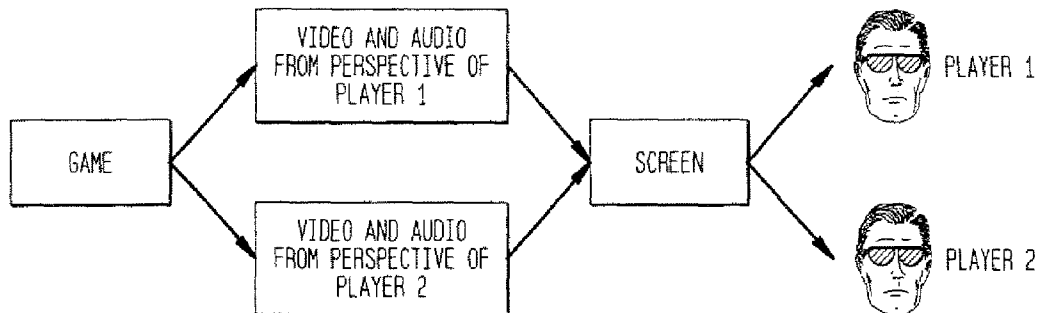 VIDEO AND AUDIO
FROM PERSPECTIVE OF
PLAYER 1
PLAYER 1
GAME
SCREEN
VIDEO AND AUDIO
FROM PERSPECTIVE OF
PLAYER 2
PLAYER 2